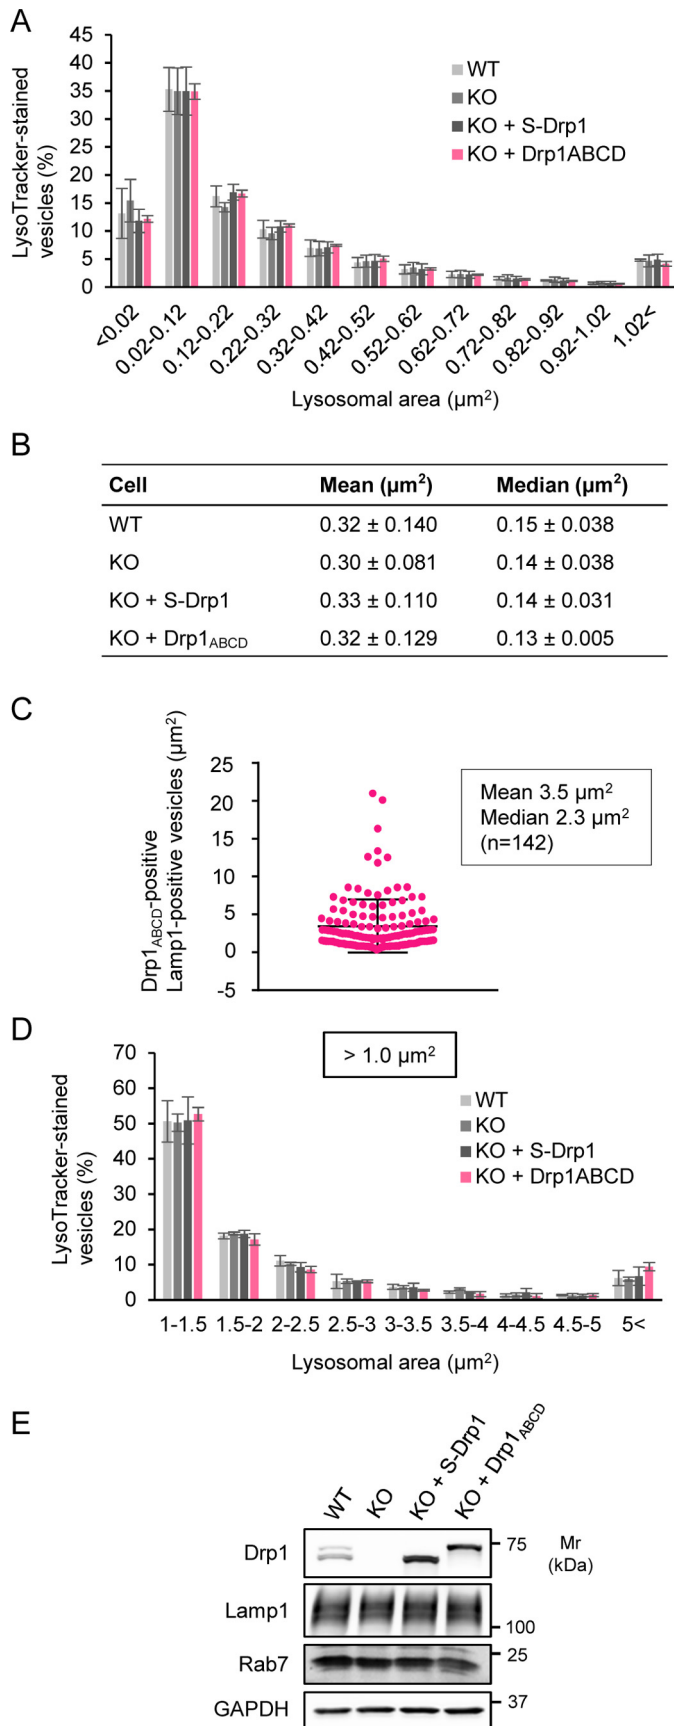 A
LysoTracker-stained
vesicles (%)
45
40
35
30
25
20
15
10
5
0
WT
KO
KO + S-Drp1
KO + Drp1ABCD
<0.02
0.02-0.12
0.12-0.22
0.22-0.32
0.32-0.42
0.42-0.52
0.52-0.62
0.62-0.72
0.72-0.82
0.82-0.92
0.92-1.02
1.02<
Lysosomal area (µm²)
B
Cell Mean (µm²) Median (µm²)
WT 0.32 ± 0.140 0.15 ± 0.038
KO 0.30 ± 0.081 0.14 ± 0.038
KO + S-Drp1 0.33 ± 0.110 0.14 ± 0.031
KO + Drp1ABCD 0.32 ± 0.129 0.13 ± 0.005
C
Drp1ABCD-positive
Lamp1-positive vesicles (µm²)
25
20
15
10
5
0
-5
Mean 3.5 µm²
Median 2.3 µm²
(n=142)
D
> 1.0 µm²
LysoTracker-stained
vesicles (%)
70
60
50
40
30
20
10
0
WT
KO
KO + S-Drp1
KO + Drp1ABCD
1-1.5 1.5-2 2-2.5 2.5-3 3-3.5 3.5-4 4-4.5 4.5-5 5<
Lysosomal area (µm²)
E
WT
KO
KO + S-Drp1
KO + Drp1ABCD
Drp1
75
Mr
(kDa)
Lamp1
100
Rab7
25
GAPDH
37